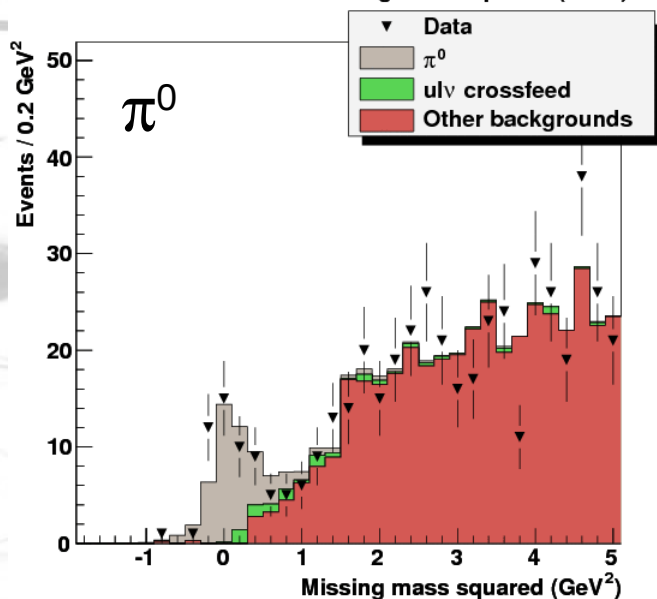 Data
π⁰
ulν crossfeed
Other backgrounds
π⁰
Events / 0.2 GeV²
50
40
30
20
10
0
-1 0 1 2 3 4 5
Missing mass squared (GeV²)